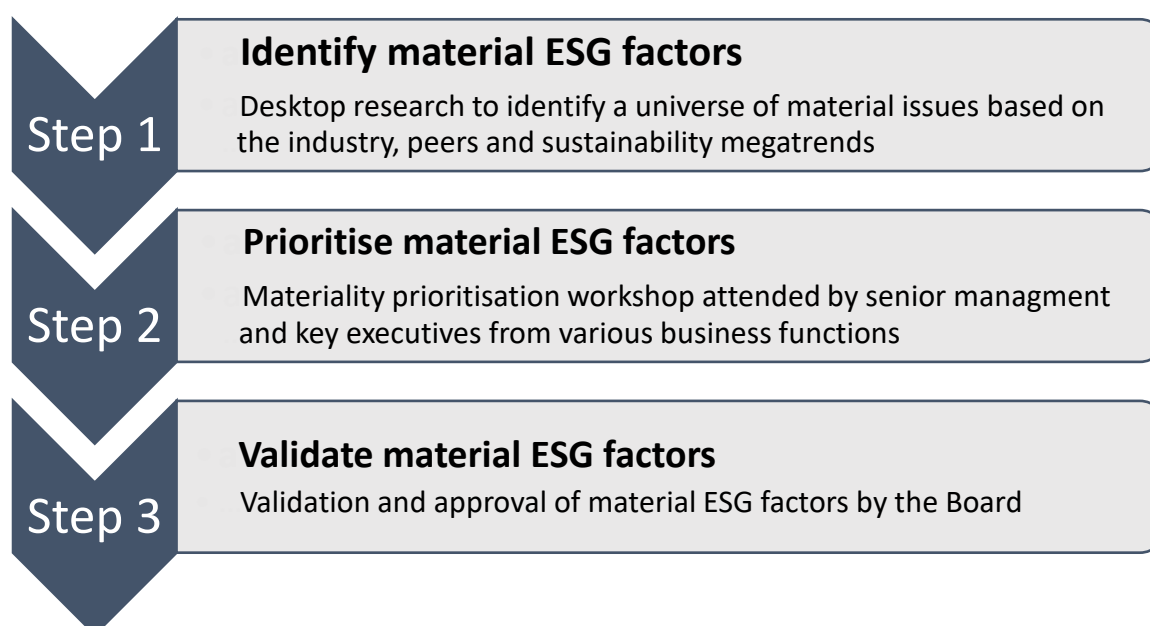 Step 1
Identify material ESG factors
Desktop research to identify a universe of material issues based on
the industry, peers and sustainability megatrends
Step 2
Prioritise material ESG factors
Materiality prioritisation workshop attended by senior managment
and key executives from various business functions
Step 3
Validate material ESG factors
Validation and approval of material ESG factors by the Board